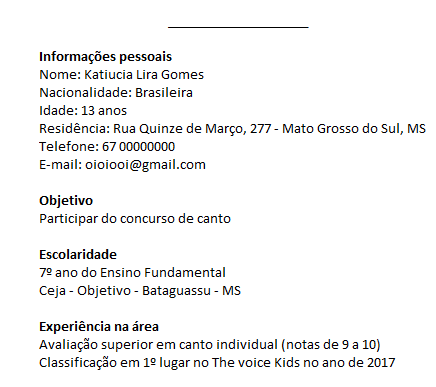 Informações pessoais
Nome: Katiucia Lira Gomes
Nacionalidade: Brasileira
Idade: 13 anos
Residência: Rua Quinze de Março, 277 - Mato Grosso do Sul, MS
Telefone: 67 00000000
E-mail: oioiooi@gmail.com
Objetivo
Participar do concurso de canto
Escolaridade
7º ano do Ensino Fundamental
Ceja - Objetivo - Bataguassu - MS
Experiência na área
Avaliação superior em canto individual (notas de 9 a 10)
Classificação em 1º lugar no The voice Kids no ano de 2017